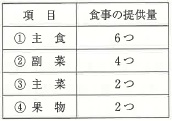 項　目　食事の提供量
① 主　食　6つ
② 副　菜　4つ
③ 主　菜　2つ
④ 果　物　2つ